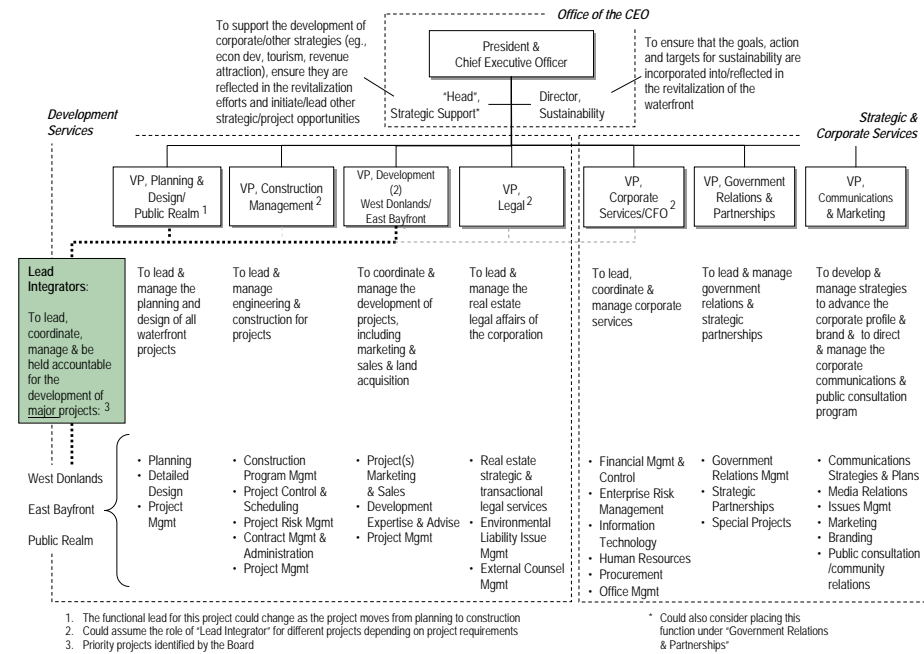 Office of the CEO
To support the development of
corporate/other strategies (eg.,
econ dev, tourism, revenue
attraction), ensure they are
reflected in the revitalization
efforts and initiate/lead other
strategic/project opportunities
President &
Chief Executive Officer
"Head",
Strategic Support*
Director,
Sustainability
To ensure that the goals, action
and targets for sustainability are
incorporated into/reflected in
the revitalization of the
waterfront
Development
Services
Strategic &
Corporate Services
VP, Planning &
Design/
Public Realm 1
VP, Construction
Management 2
VP, Development
(2)
West Donlands/
East Bayfront
VP,
Legal 2
VP,
Corporate
Services/CFO 2
VP, Government
Relations &
Partnerships
VP,
Communications
& Marketing
Lead
Integrators:
To lead,
coordinate,
manage & be
held accountable
for the
development of
major projects: 3
To lead &
manage the
planning and
design of all
waterfront
projects
To lead &
manage
engineering &
construction for
projects
To coordinate &
manage the
development of
projects,
including
marketing &
sales & land
acquisition
To lead &
manage the
real estate
legal affairs of
the corporation
To lead,
coordinate &
manage corporate
services
To lead & manage
government
relations &
strategic
partnerships
To develop &
manage strategies
to advance the
corporate profile &
brand & to direct
& manage the
corporate
communications &
public consultation
program
West Donlands
East Bayfront
Public Realm
• Planning
• Detailed
Design
• Project
Mgmt
• Construction
Program Mgmt
• Project Control &
Scheduling
• Project Risk Mgmt
• Contract Mgmt &
Administration
• Project Mgmt
• Project(s)
Marketing
& Sales
• Development
Expertise & Advise
• Project Mgmt
• Real estate
strategic &
transactional
legal services
• Environmental
Liability Issue
Mgmt
• External Counsel
Mgmt
• Financial Mgmt &
Control
• Enterprise Risk
Management
• Information
Technology
• Human Resources
• Procurement
• Office Mgmt
• Government
Relations Mgmt
• Strategic
Partnerships
• Special Projects
• Communications
Strategies & Plans
• Media Relations
• Issues Mgmt
• Marketing
• Branding
• Public consultation
/community
relations
1. The functional lead for this project could change as the project moves from planning to construction
2. Could assume the role of "Lead Integrator" for different projects depending on project requirements
3. Priority projects identified by the Board
* Could also consider placing this
function under "Government Relations
& Partnerships"